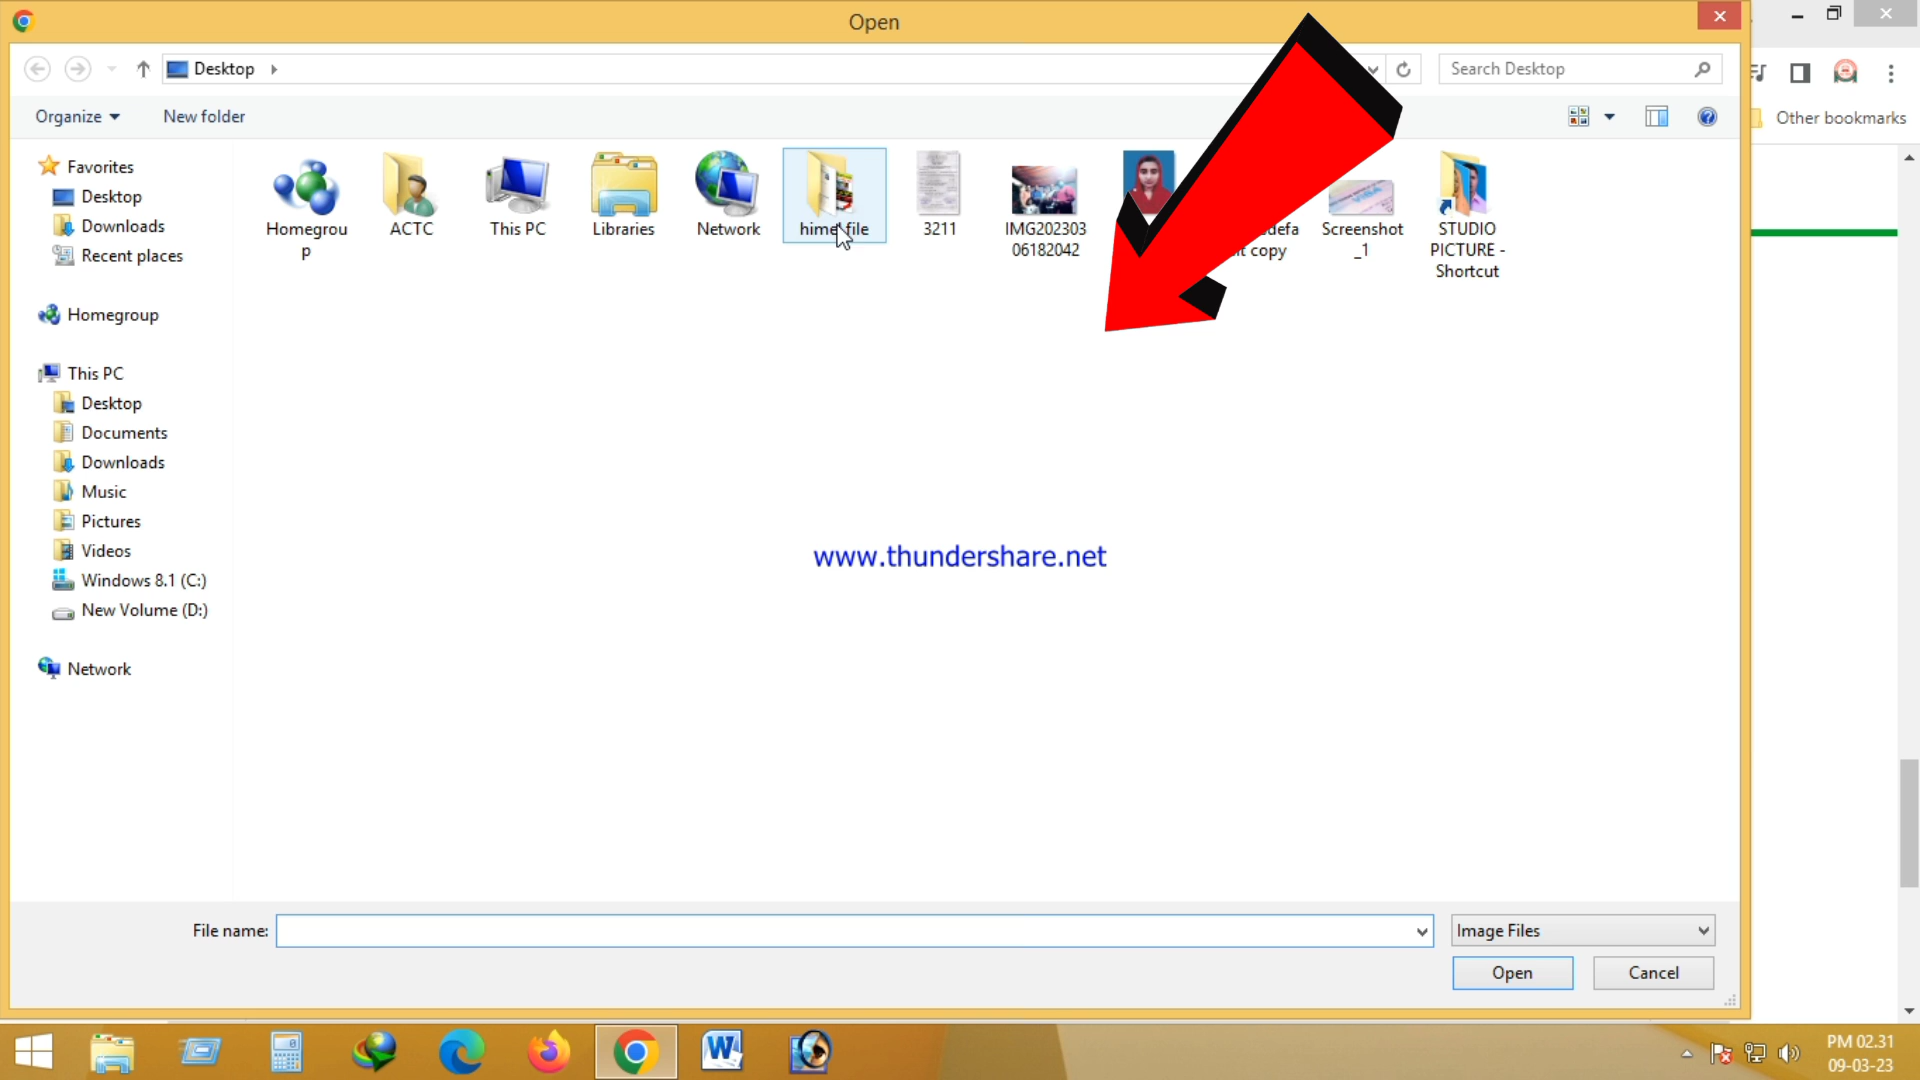 Open
Desktop
Search Desktop
Organize
New folder
Other bookmarks
Favorites
Desktop
Downloads
Recent places
Homegroup
This PC
Desktop
Documents
Downloads
Music
Pictures
Videos
Windows 8.1 (C:)
New Volume (D:)
Network
Homegrou
p
ACTC
This PC
Libraries
Network
file
3211
IMG202303
06182042
copy
Screenshot
_1
STUDIO
PICTURE -
Shortcut
www.thundershare.net
File name:
Image Files
Open
Cancel
PM 02.31
09-03-23